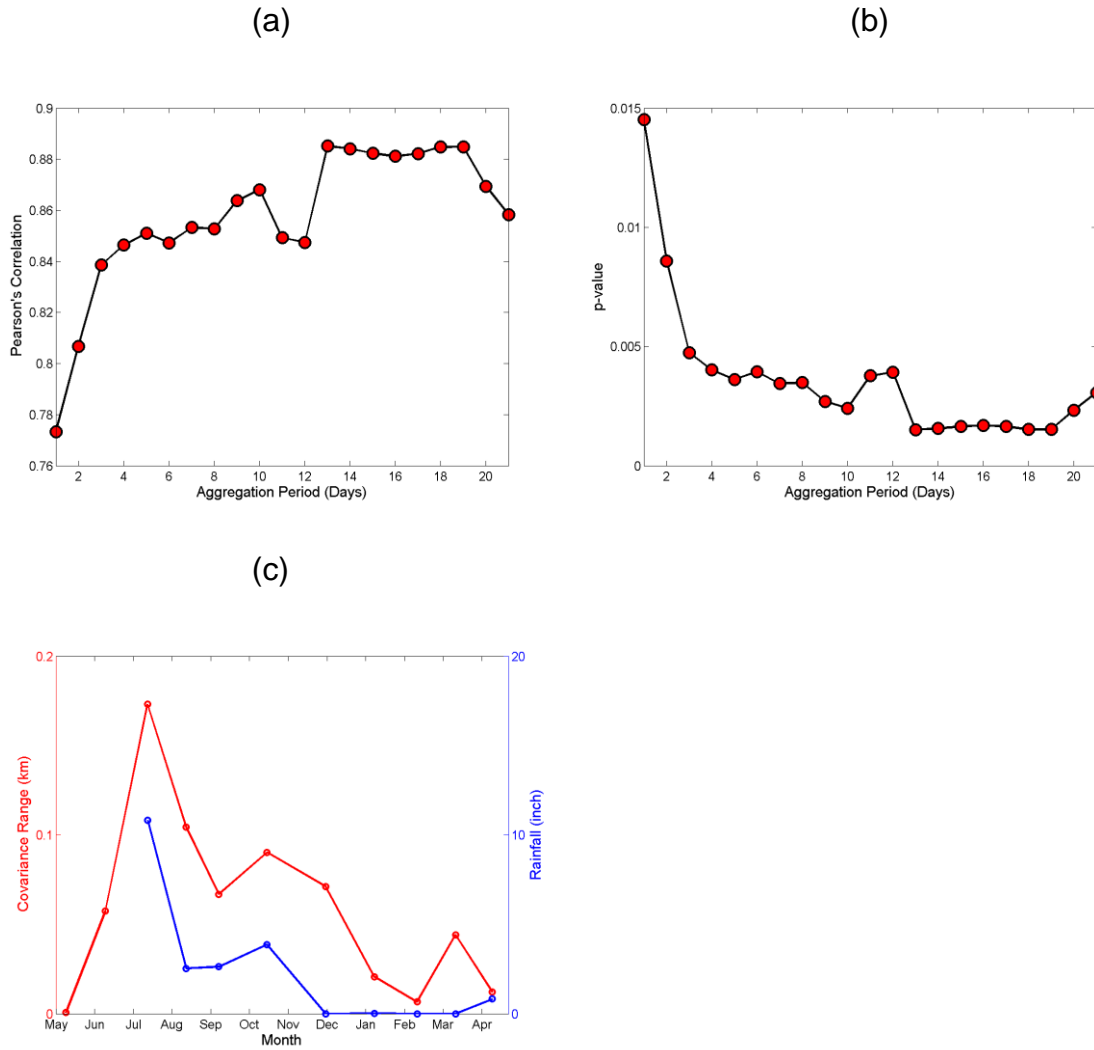 (a)
(b)
0.9
0.88
0.86
0.84
0.82
0.8
0.78
0.76
Pearson's Correlation
2 4 6 8 10 12 14 16 18 20
Aggregation Period (Days)
0.015
0.01
0.005
0
p-value
2 4 6 8 10 12 14 16 18 20
Aggregation Period (Days)
(c)
0.2
0.1
0
Covariance Range (km)
20
10
0
Rainfall (inch)
May Jun Jul Aug Sep Oct Nov Dec Jan Feb Mar Apr
Month